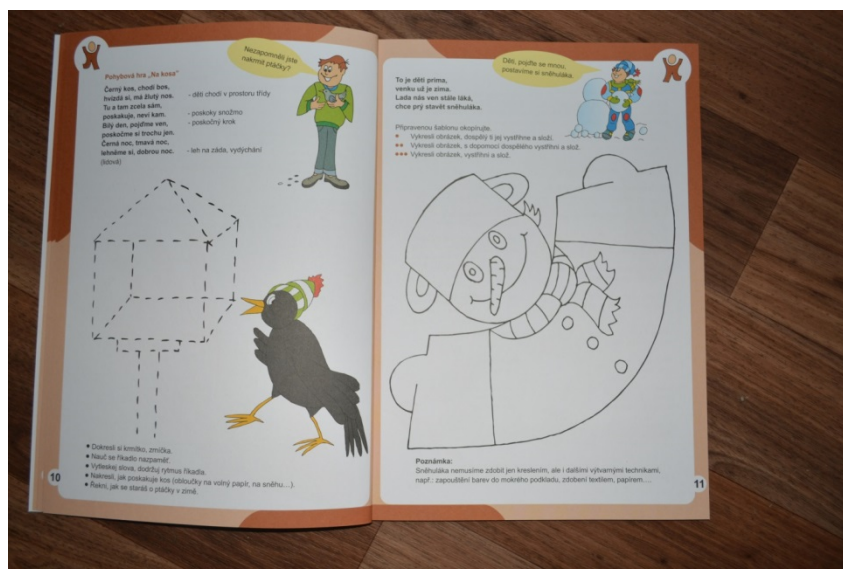 Nezapomněli jste
nakrmit ptáčky?
Pohybová hra „Na kosa“
Černý kos, chodí bos,
hvízdá si, má žlutý nos. - děti chodí v prostoru třídy
Tu a tam zcela sám,
poskakuje, neví kam. - poskoky snožmo
Bílý den, pojďme ven, - poskočný krok
poskočme si trochu jen.
Černá noc, tmavá noc,
lehněme si, dobrou noc. - leh na záda, vydýchání
(lidová)
● Dokresli si krmítko, zrníčka.
● Nauč se říkadlo nazpaměť.
● Vytleskej slova, dodržuj rytmus říkadla.
● Nakresli, jak poskakuje kos (obloučky na volný papír, na sněhu…).
● Řekni, jak se staráš o ptáčky v zimě.
10
Děti, pojďte se mnou
postavíme si sněhuláka.
To je dětí prima,
venku už je zima.
Lada nás ven stále láká,
chce prý stavět sněhuláka.
Připravenou šablonu okopírujte.
● Vykresli obrázek, dospělý ti jej vystřihne a složí.
●● Vykresli obrázek, s dopomocí dospělého vystřihni a slož.
●●● Vykresli obrázek, vystřihni a slož.
Poznámka:
Sněhuláka nemusíme zdobit jen kreslením, ale i dalšími výtvarnými technikami,
např.: zapouštění barev do mokrého podkladu, zdobení textilem, papírem….
11